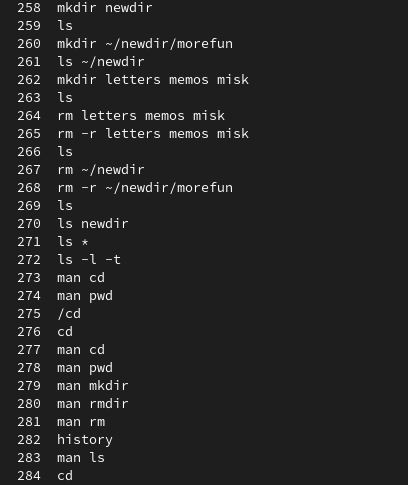 258 mkdir newdir
259 ls
260 mkdir ~/newdir/morefun
261 ls ~/newdir
262 mkdir letters memos misk
263 ls
264 rm letters memos misk
265 rm -r letters memos misk
266 ls
267 rm ~/newdir
268 rm -r ~/newdir/morefun
269 ls
270 ls newdir
271 ls *
272 ls -l -t
273 man cd
274 man pwd
275 /cd
276 cd
277 man cd
278 man pwd
279 man mkdir
280 man rmdir
281 man rm
282 history
283 man ls
284 cd